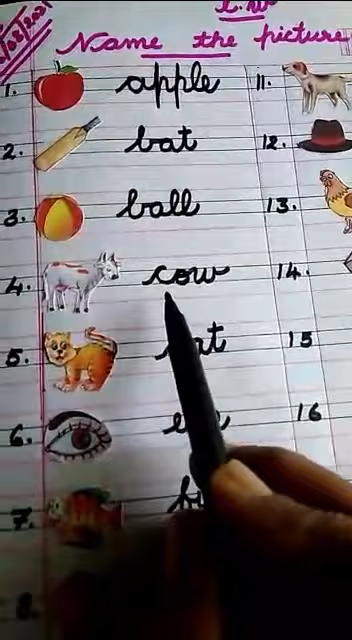 C.W
Name the picture
1. apple 11.
2. bat 12.
3. ball 13.
4. cow 14.
5. 15
6. 16
7.
8.